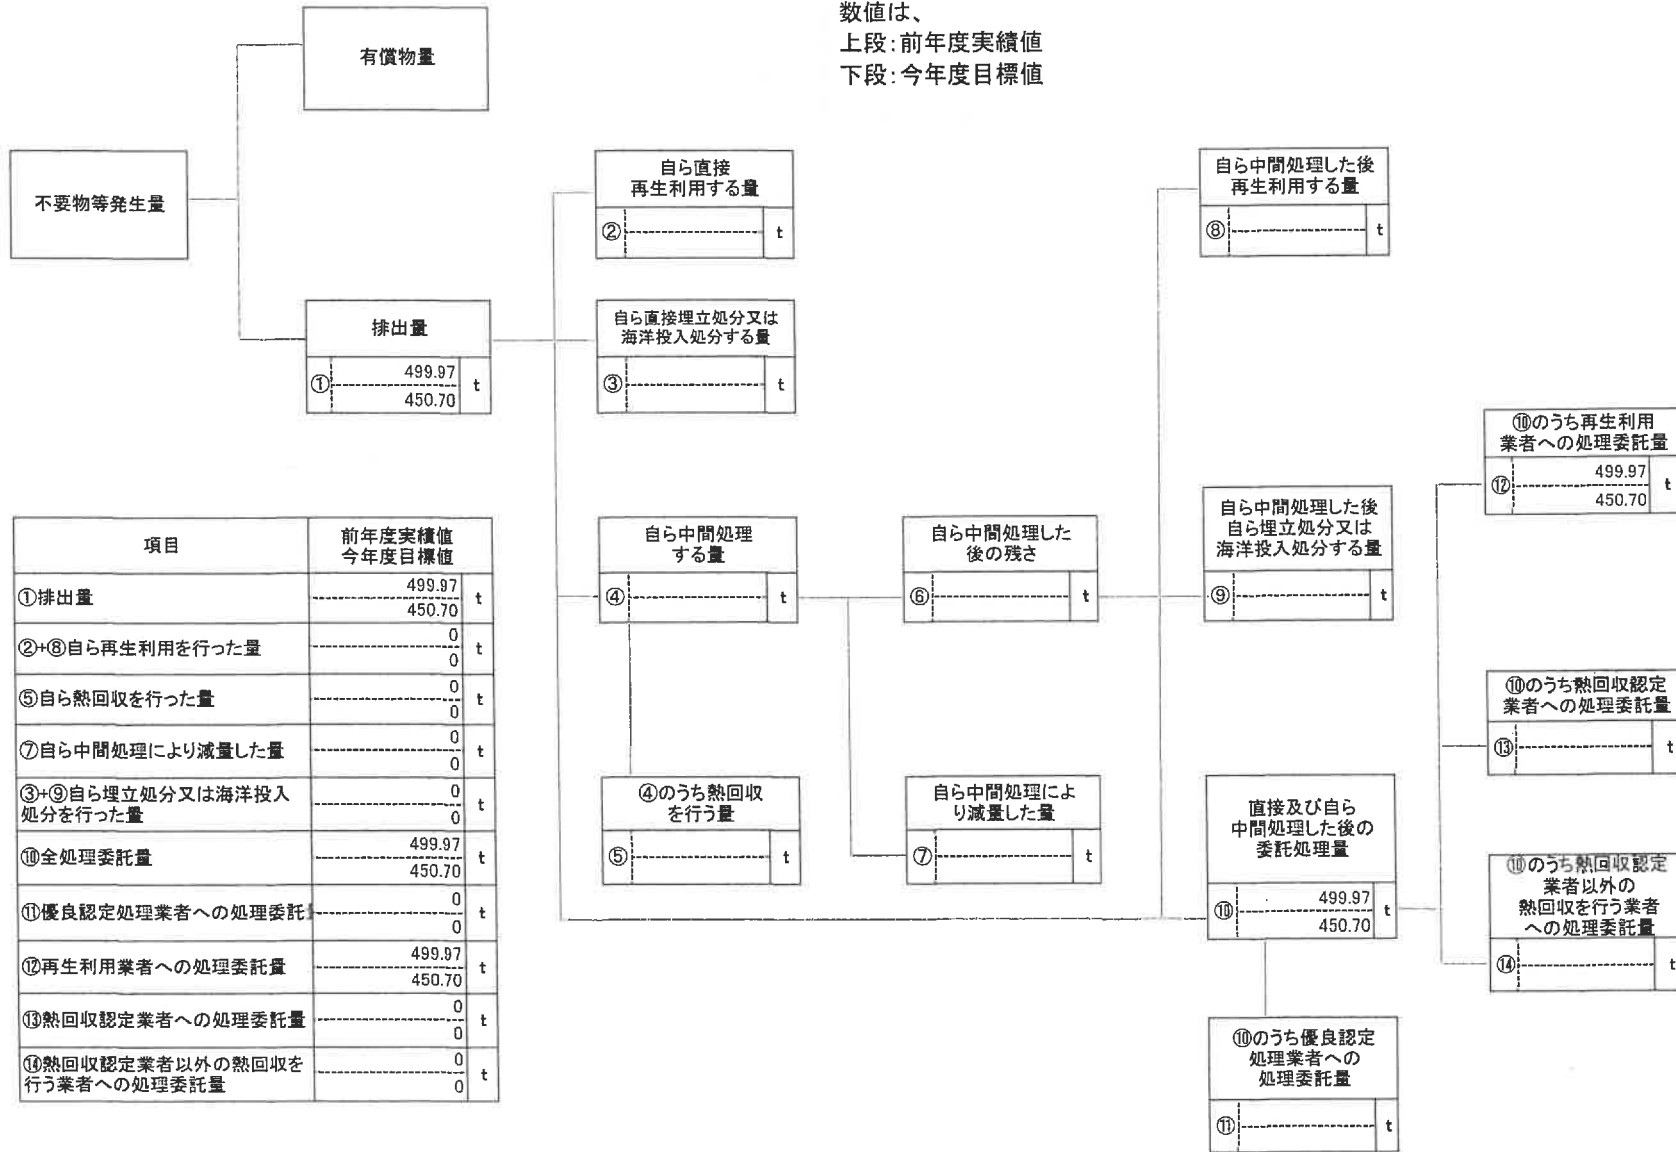 数値は、
上段：前年度実績値
下段：今年度目標値
有償物量
不要物等発生量
排出量
① 499.97 t
450.70
自ら直接
再生利用する量
② t
自ら直接埋立処分又は
海洋投入処分する量
③ t
自ら中間処理
する量
④ t
④のうち熱回収
を行う量
⑤ t
自ら中間処理した
後の残さ
⑥ t
自ら中間処理によ
り減量した量
⑦ t
自ら中間処理した後
再生利用する量
⑧ t
自ら中間処理した後
自ら埋立処分又は
海洋投入処分する量
⑨ t
直接及び自ら
中間処理した後の
委託処理量
⑩ 499.97 t
450.70
⑩のうち優良認定
処理業者への
処理委託量
⑪ t
⑩のうち再生利用
業者への処理委託量
⑫ 499.97 t
450.70
⑩のうち熱回収認定
業者への処理委託量
⑬ t
⑩のうち熱回収認定
業者以外の
熱回収を行う業者
への処理委託量
⑭ t
項目 前年度実績値
今年度目標値
①排出量 499.97 t
450.70
②+⑧自ら再生利用を行った量 0 t
0
⑤自ら熱回収を行った量 0 t
0
⑦自ら中間処理により減量した量 0 t
0
③+⑨自ら埋立処分又は海洋投入 0 t
処分を行った量 0
⑩全処理委託量 499.97 t
450.70
⑪優良認定処理業者への処理委託 0 t
0
⑫再生利用業者への処理委託量 499.97 t
450.70
⑬熱回収認定業者への処理委託量 0 t
0
⑭熱回収認定業者以外の熱回収を 0 t
行う業者への処理委託量 0